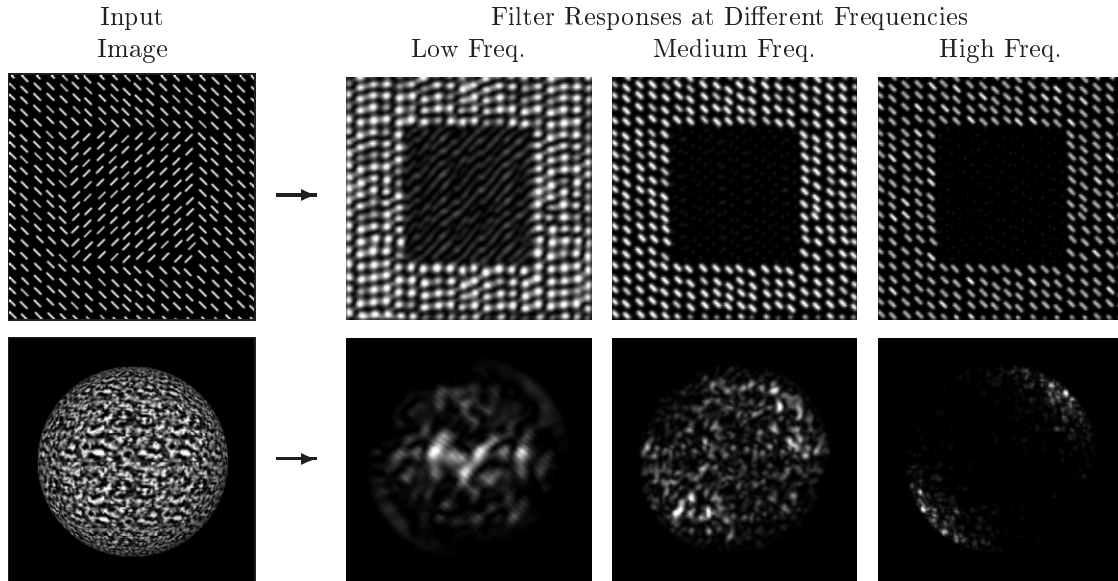 Input
Image
Filter Responses at Different Frequencies
Low Freq.
Medium Freq.
High Freq.